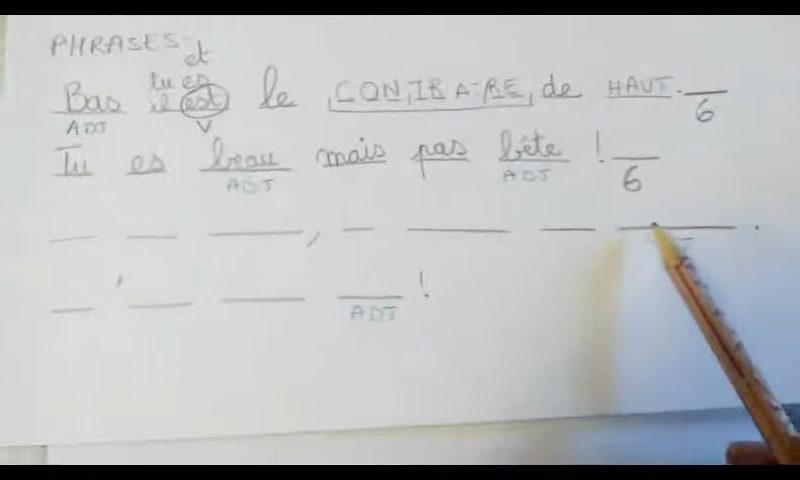 PHRASES
et
tu es
Bas il est le CONTRAIRE de HAUT.
ADJ V 6
Tu es beau mais pas bête !
ADJ ADJ 6
, .
' !
ADJ